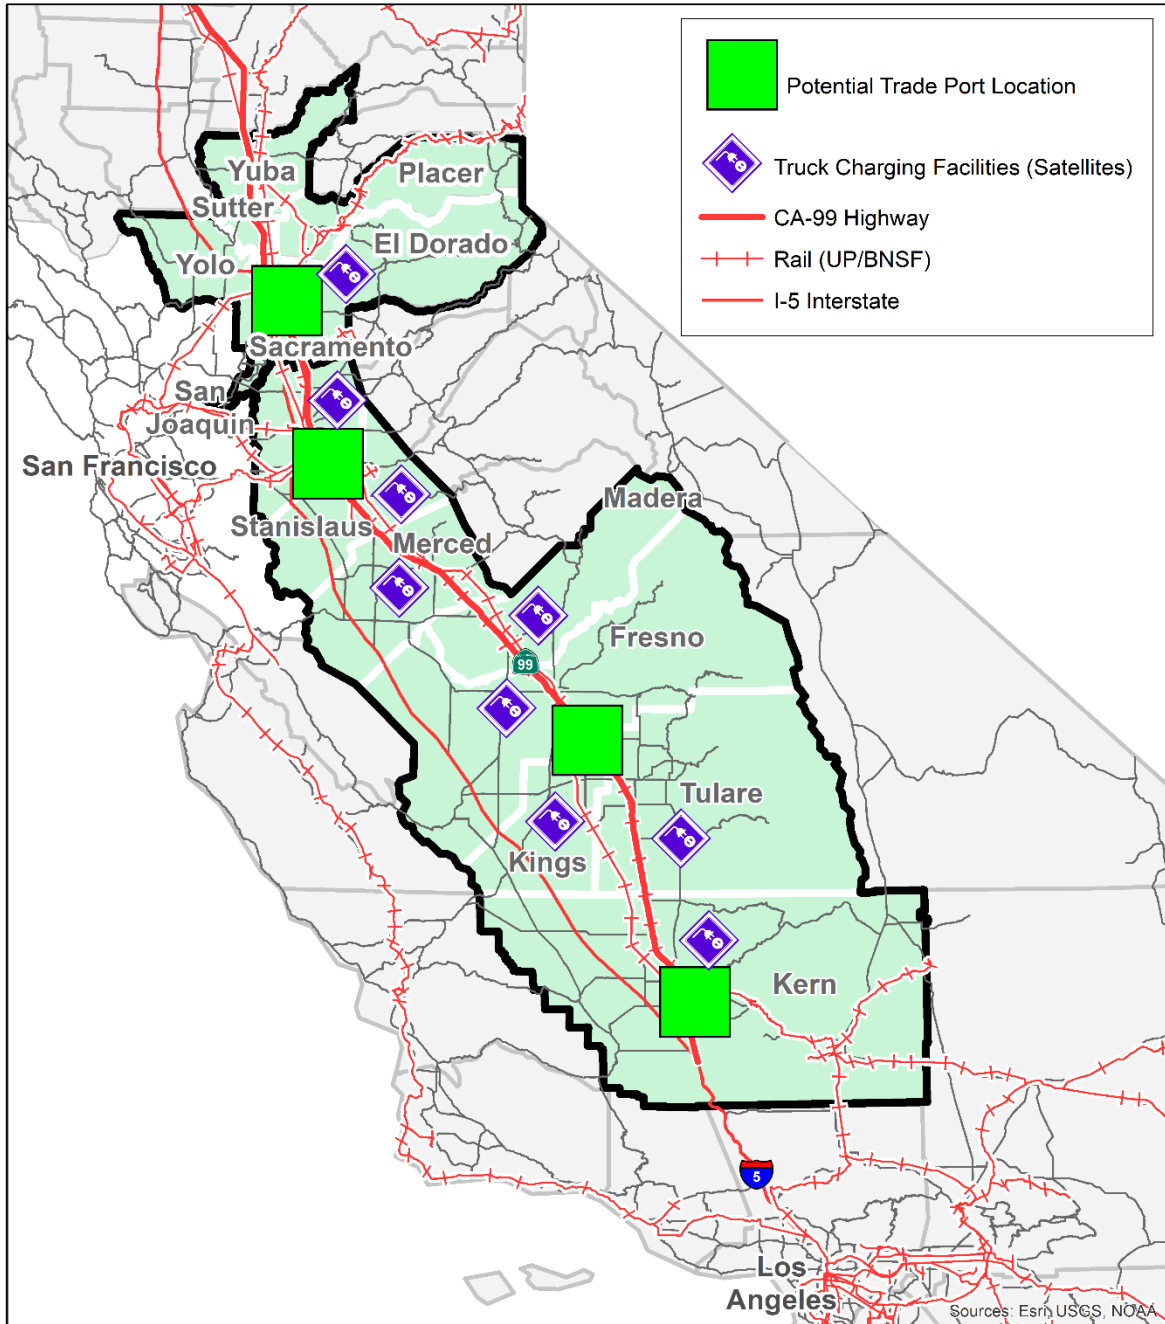 Potential Trade Port Location
Truck Charging Facilities (Satellites)
CA-99 Highway
Rail (UP/BNSF)
I-5 Interstate
Yuba
Placer
Sutter
El Dorado
Yolo
Sacramento
San
Joaquin
San Francisco
Madera
Stanislaus
Merced
Fresno
99
Tulare
Kings
Kern
5
Los
Angeles
Sources: Esri, USGS, NOAA